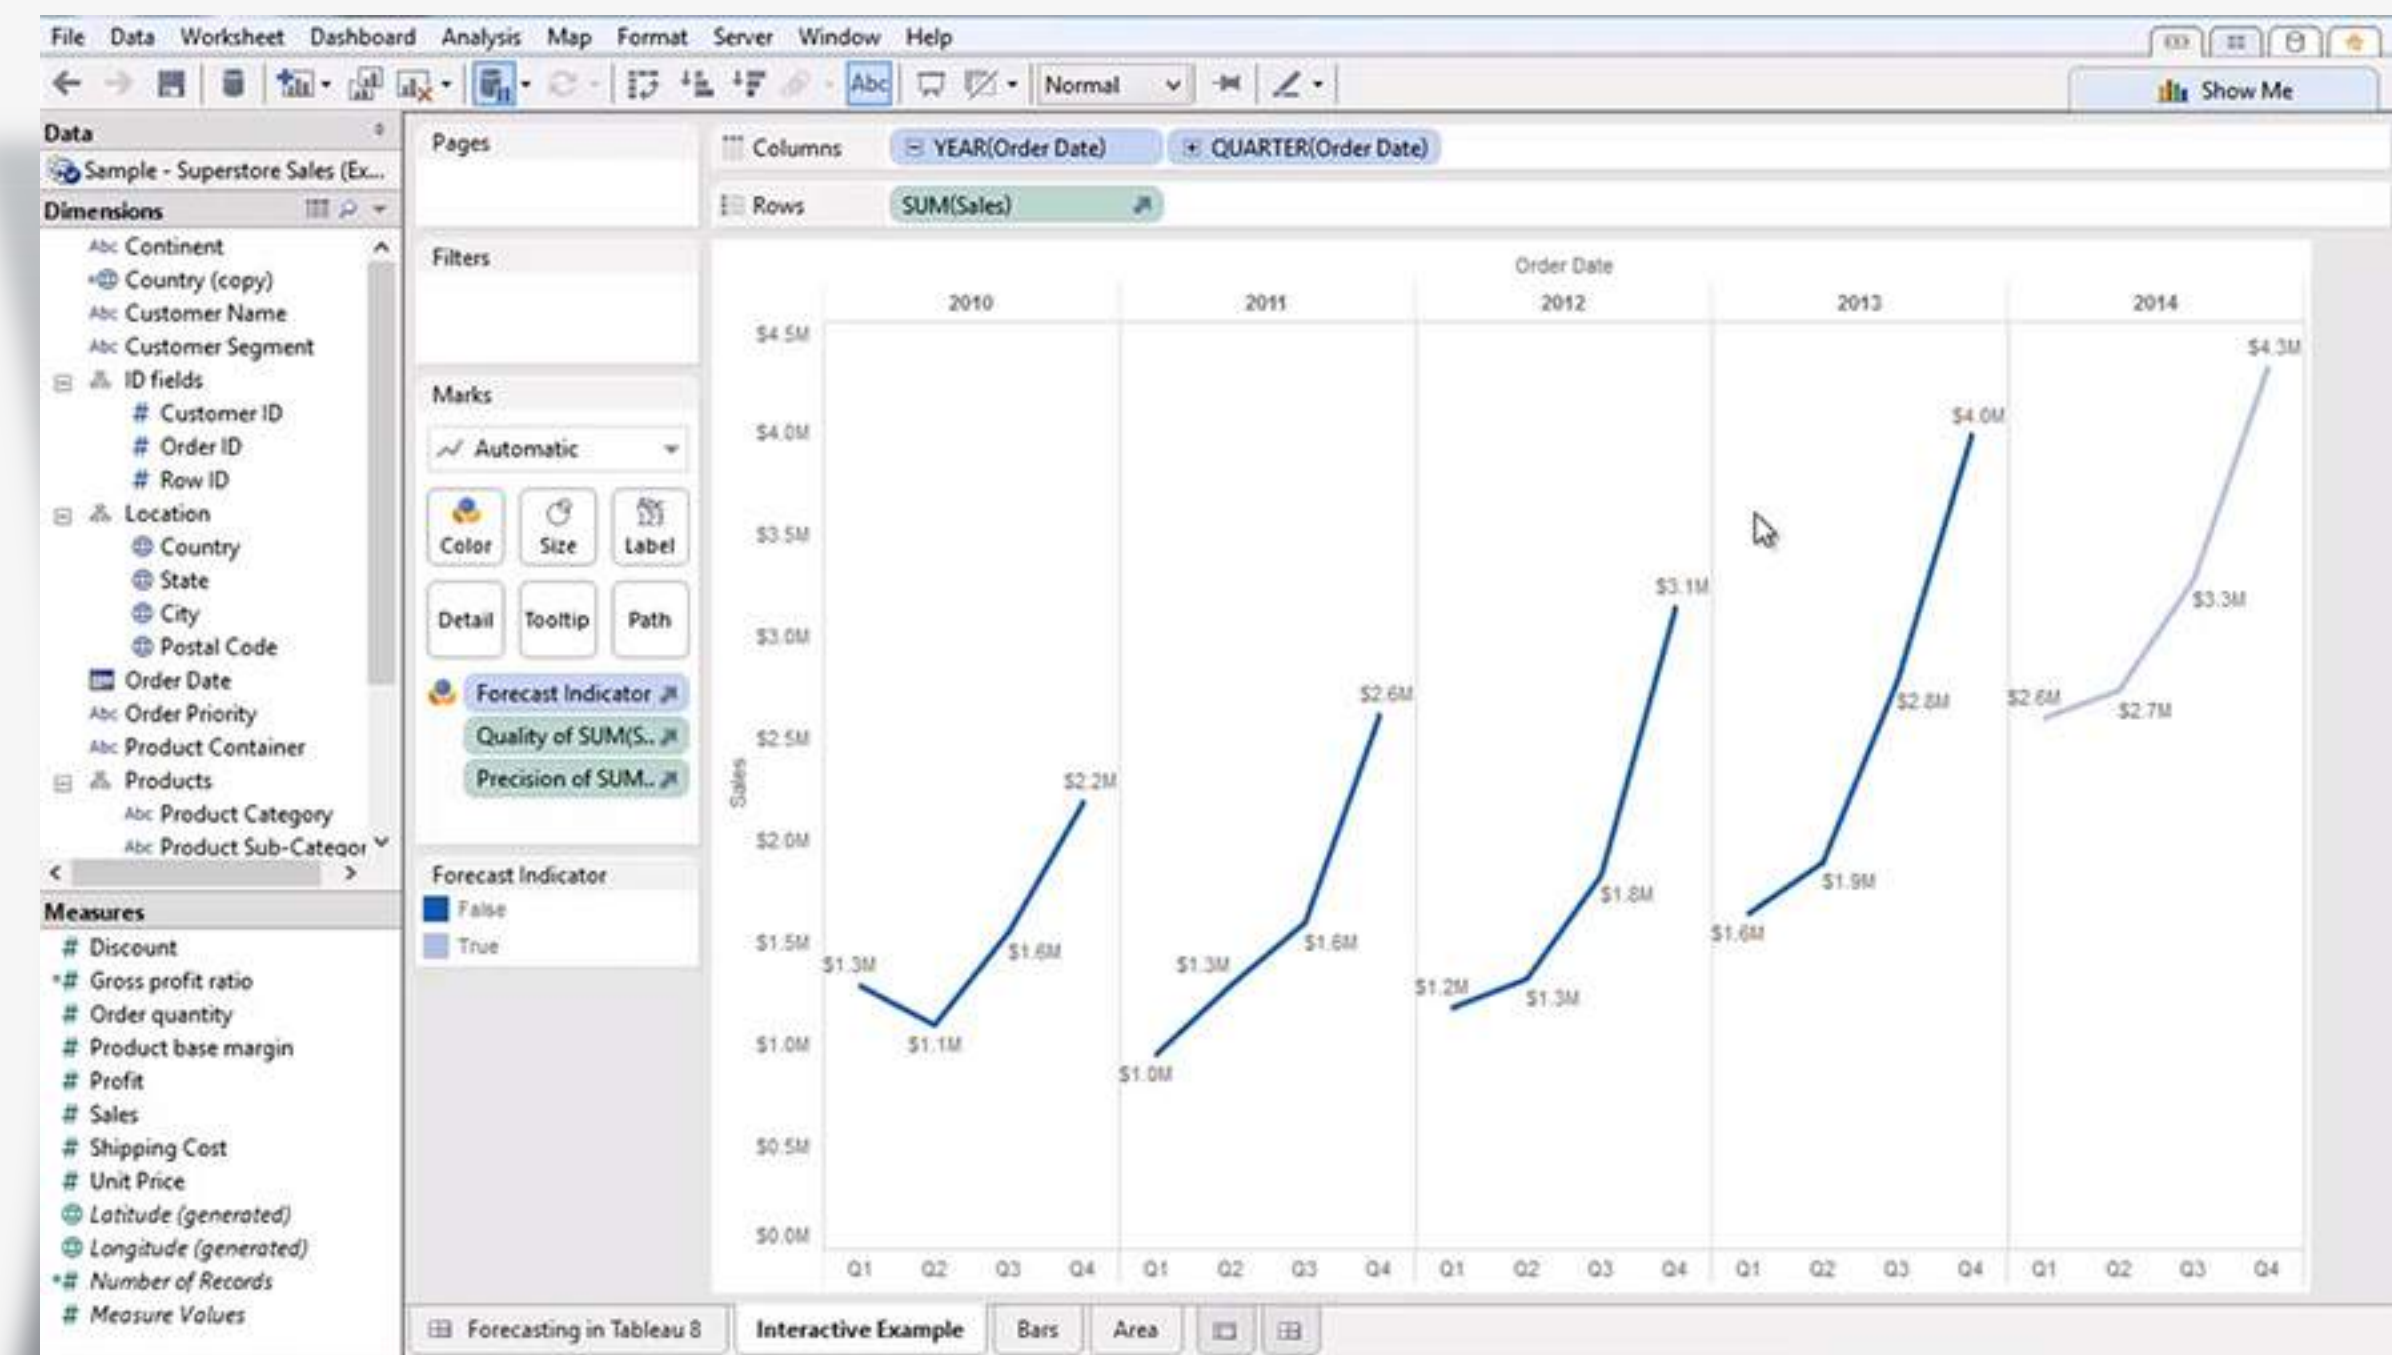 File Data Worksheet Dashboard Analysis Map Format Server Window Help
Abc Normal
Show Me
Data
Sample - Superstore Sales (Ex...
Dimensions
Abc Continent
Country (copy)
Abc Customer Name
Abc Customer Segment
ID fields
# Customer ID
# Order ID
# Row ID
Location
Country
State
City
Postal Code
Order Date
Abc Order Priority
Abc Product Container
Products
Abc Product Category
Abc Product Sub-Categor
Measures
# Discount
# Gross profit ratio
# Order quantity
# Product base margin
# Profit
# Sales
# Shipping Cost
# Unit Price
Latitude (generated)
Longitude (generated)
# Number of Records
# Measure Values
Pages
Filters
Marks
Automatic
Color Size Label
Detail Tooltip Path
Forecast Indicator
Quality of SUM(S..
Precision of SUM..
Forecast Indicator
False
True
Columns YEAR(Order Date) QUARTER(Order Date)
Rows SUM(Sales)
Order Date
2010 2011 2012 2013 2014
Sales
$4.5M
$4.0M
$3.5M
$3.0M
$2.5M
$2.0M
$1.5M
$1.0M
$0.5M
$0.0M
$1.3M $1.1M $1.6M $2.2M
$1.0M $1.3M $1.6M $2.6M
$1.2M $1.3M $1.8M $3.1M
$1.6M $1.9M $2.8M $4.0M
$2.6M $2.7M $3.3M $4.3M
Q1 Q2 Q3 Q4 Q1 Q2 Q3 Q4 Q1 Q2 Q3 Q4 Q1 Q2 Q3 Q4 Q1 Q2 Q3 Q4
Forecasting in Tableau 8 Interactive Example Bars Area